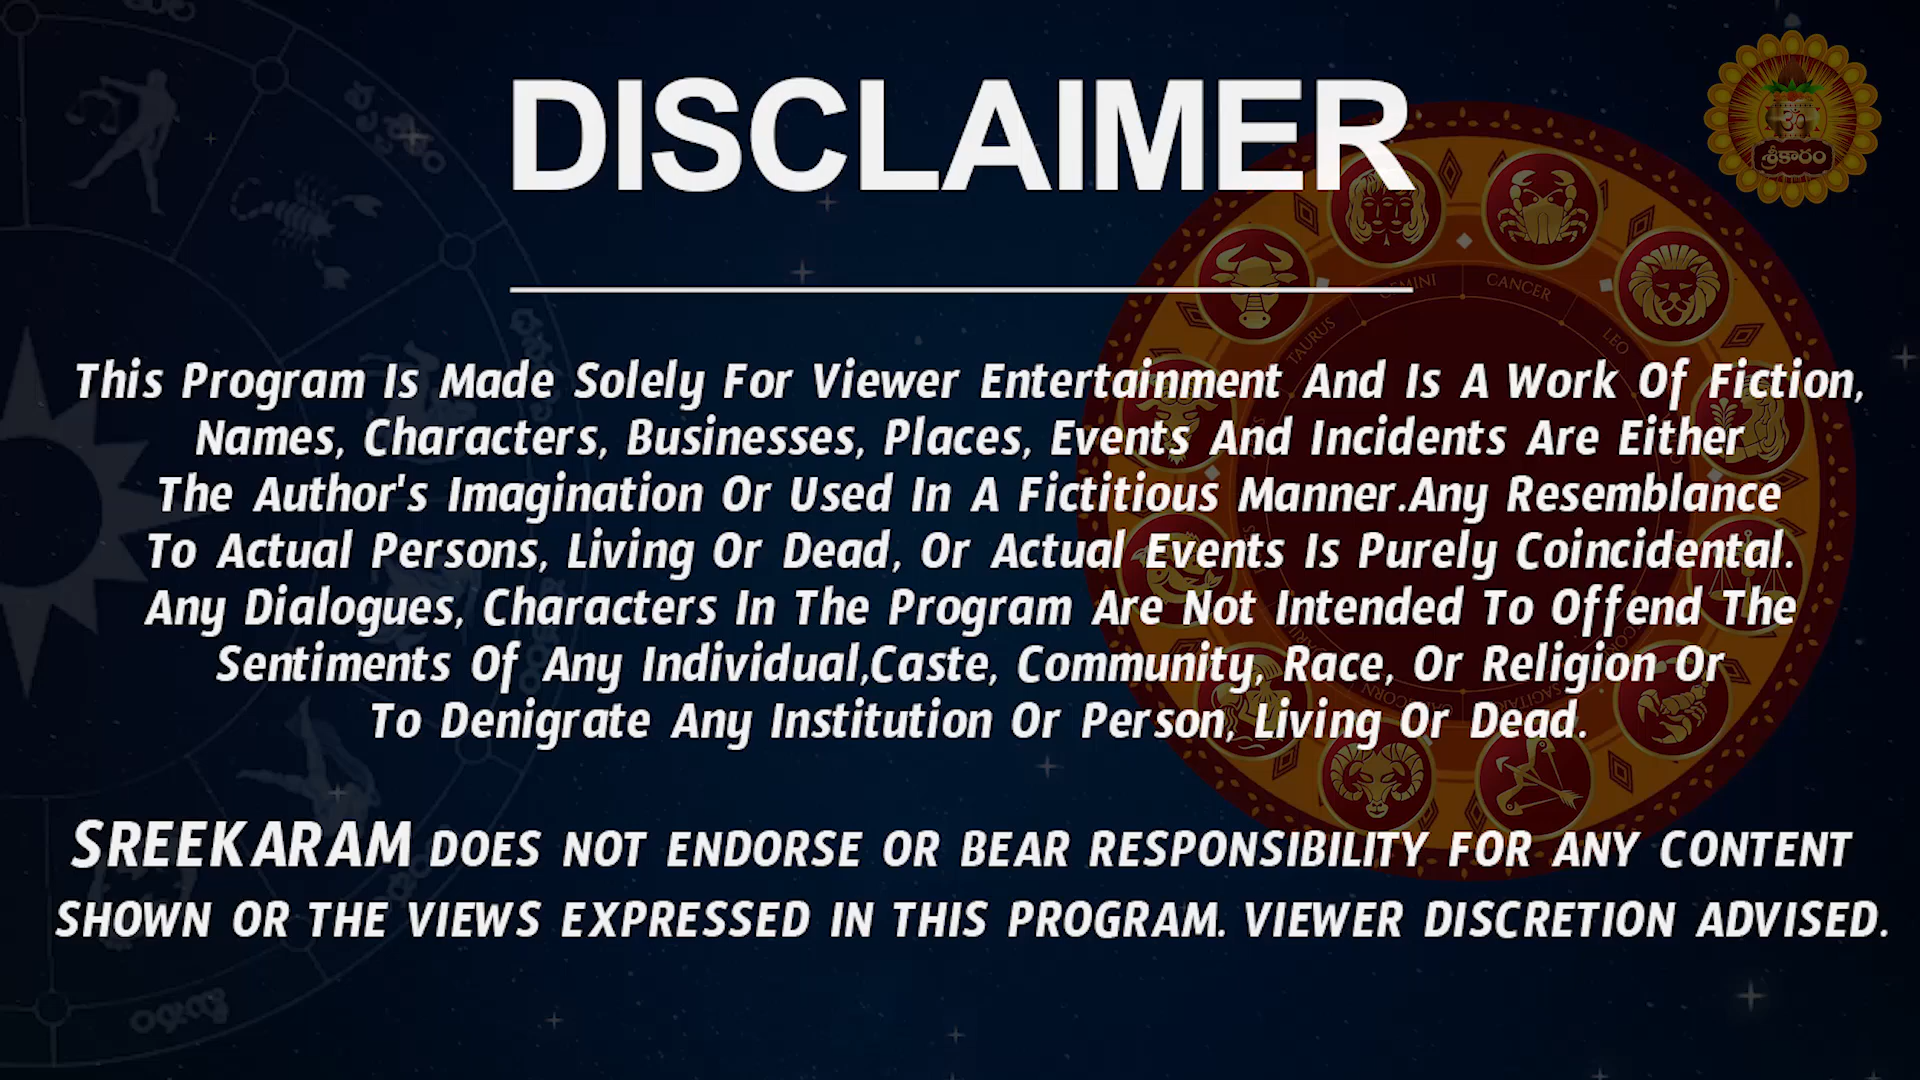 DISCLAIMER
శ్రీకారం
GEMINI
CANCER
TAURUS
LEO
This Program Is Made Solely For Viewer Entertainment And Is A Work Of Fiction,
Names, Characters, Businesses, Places, Events And Incidents Are Either
The Author's Imagination Or Used In A Fictitious Manner.Any Resemblance
To Actual Persons, Living Or Dead, Or Actual Events Is Purely Coincidental.
Any Dialogues, Characters In The Program Are Not Intended To Offend The
Sentiments Of Any Individual,Caste, Community, Race, Or Religion Or
To Denigrate Any Institution Or Person, Living Or Dead.
SREEKARAM DOES NOT ENDORSE OR BEAR RESPONSIBILITY FOR ANY CONTENT
SHOWN OR THE VIEWS EXPRESSED IN THIS PROGRAM. VIEWER DISCRETION ADVISED.